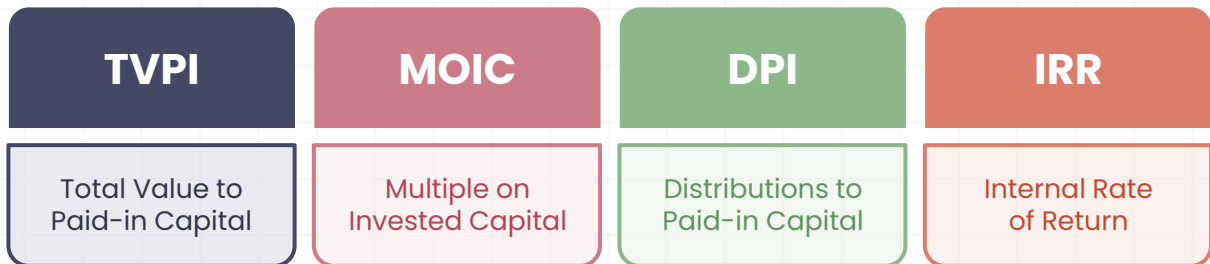 TVPI
MOIC
DPI
IRR
Total Value to
Paid-in Capital
Multiple on
Invested Capital
Distributions to
Paid-in Capital
Internal Rate
of Return